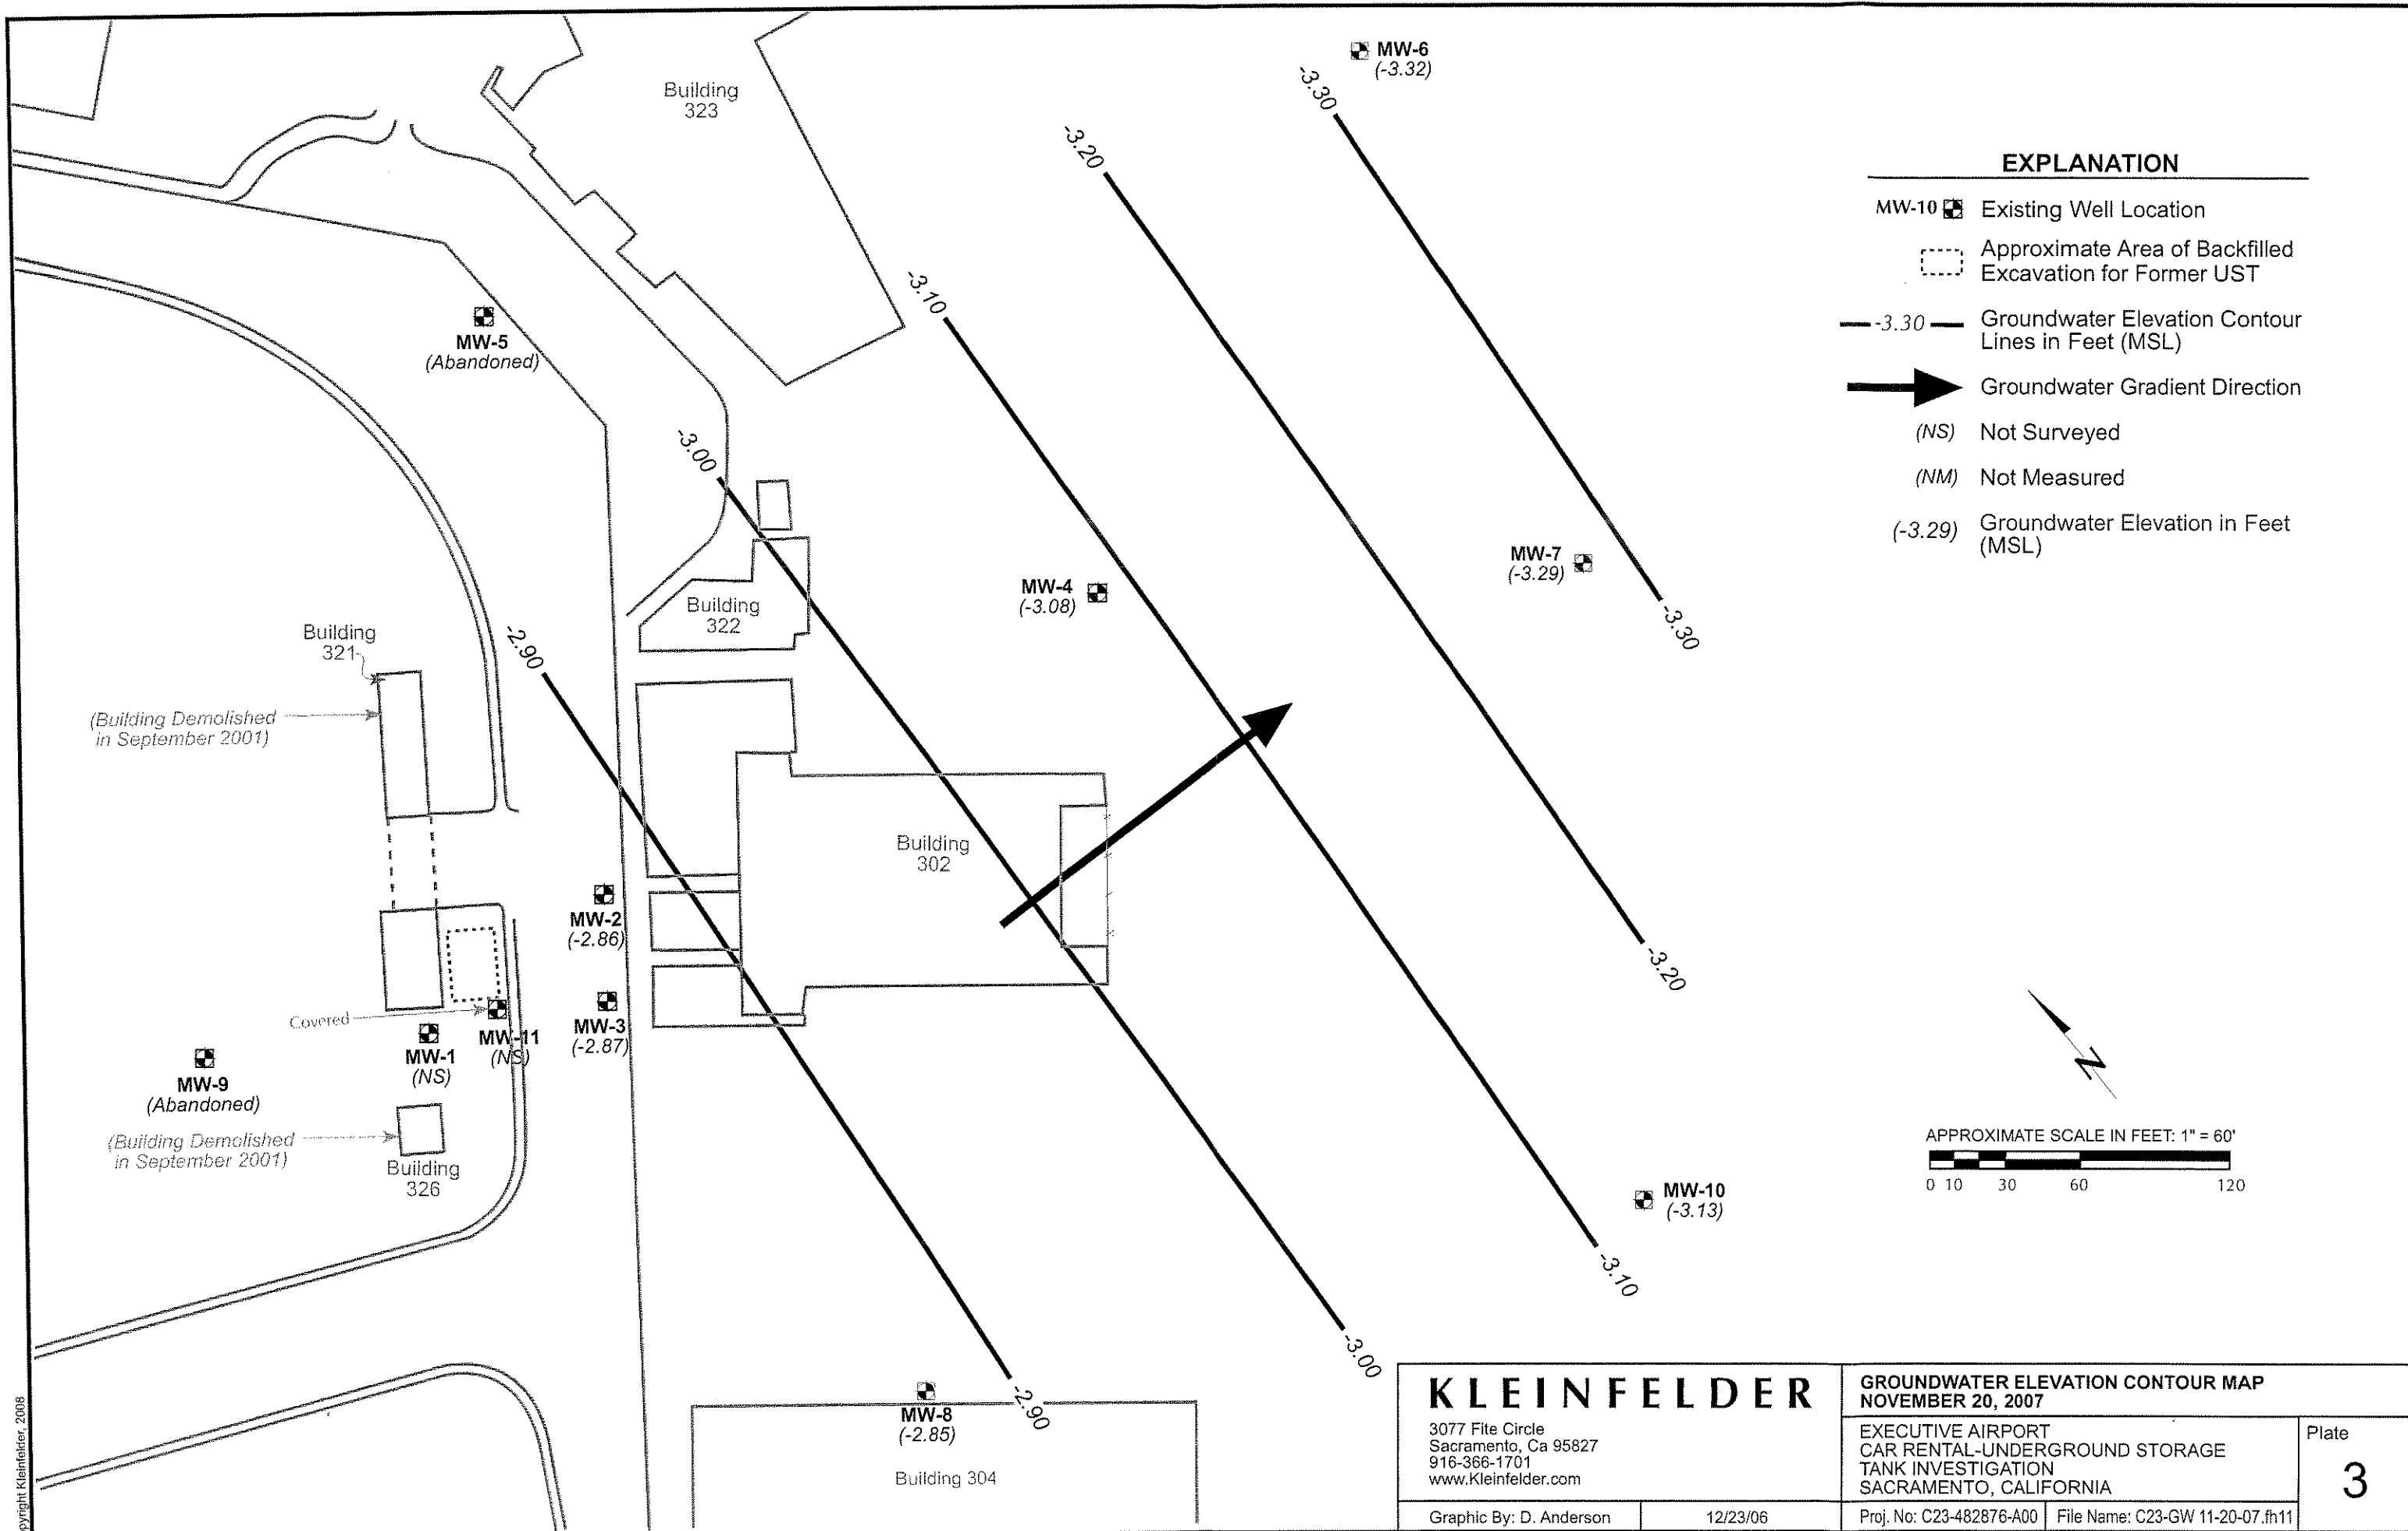 MW-6
(-3.32)
Building
323
-3.30
-3.20
-3.10
-3.00
-2.90
MW-5
(Abandoned)
MW-4
(-3.08)
MW-7
(-3.29)
-3.30
Building
322
Building
321
(Building Demolished
in September 2001)
Building
302
MW-2
(-2.86)
MW-3
(-2.87)
Covered
MW-11
(NS)
MW-1
(NS)
MW-9
(Abandoned)
(Building Demolished
in September 2001)
Building
326
-3.20
MW-10
(-3.13)
-3.10
-3.00
-2.90
MW-8
(-2.85)
Building 304
EXPLANATION
MW-10 Existing Well Location
Approximate Area of Backfilled
Excavation for Former UST
-3.30 Groundwater Elevation Contour
Lines in Feet (MSL)
Groundwater Gradient Direction
(NS) Not Surveyed
(NM) Not Measured
(-3.29) Groundwater Elevation in Feet
(MSL)
N
APPROXIMATE SCALE IN FEET: 1" = 60'
0 10 30 60 120
KLEINFELDER
3077 Fite Circle
Sacramento, Ca 95827
916-366-1701
www.Kleinfelder.com
Graphic By: D. Anderson 12/23/06
GROUNDWATER ELEVATION CONTOUR MAP
NOVEMBER 20, 2007
EXECUTIVE AIRPORT
CAR RENTAL-UNDERGROUND STORAGE
TANK INVESTIGATION
SACRAMENTO, CALIFORNIA
Plate
3
Proj. No: C23-482876-A00 File Name: C23-GW 11-20-07.fh11
Kleinfelder, 2008